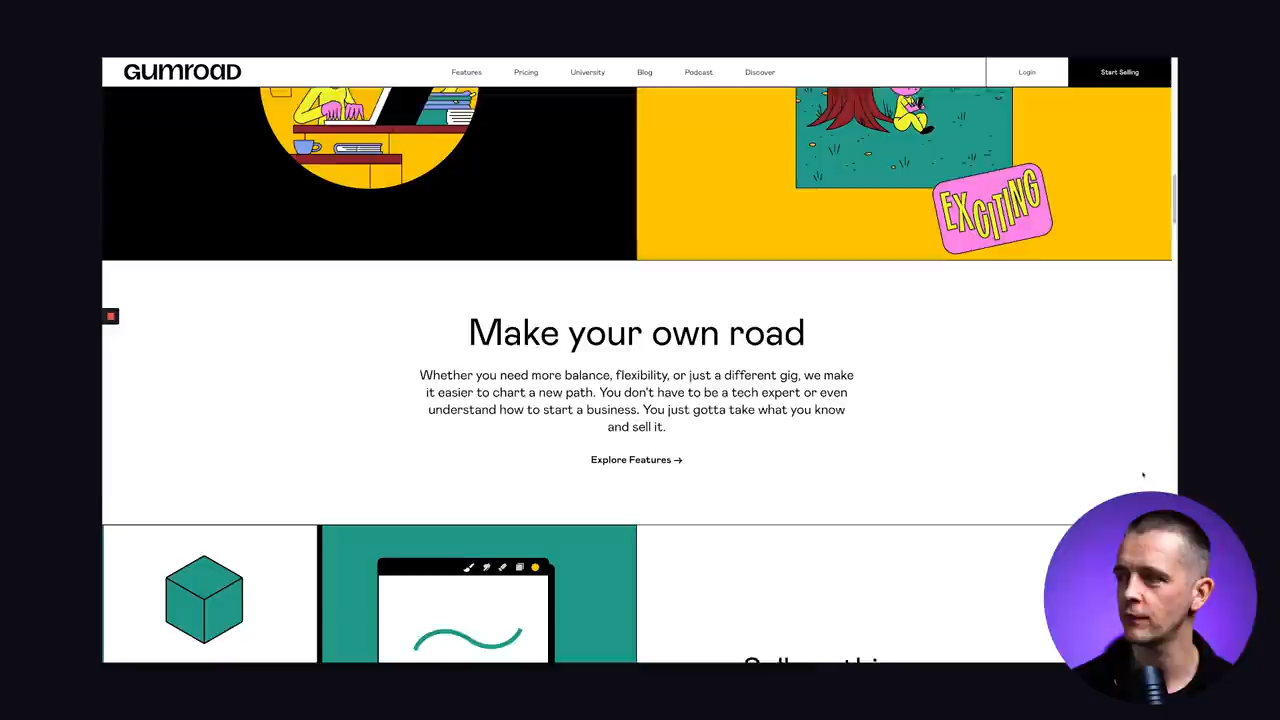 GUMROAD
Features Pricing University Blog Podcast Discover Login Start Selling
EXCITING
Make your own road
Whether you need more balance, flexibility, or just a different gig, we make
it easier to chart a new path. You don't have to be a tech expert or even
understand how to start a business. You just gotta take what you know
and sell it.
Explore Features →